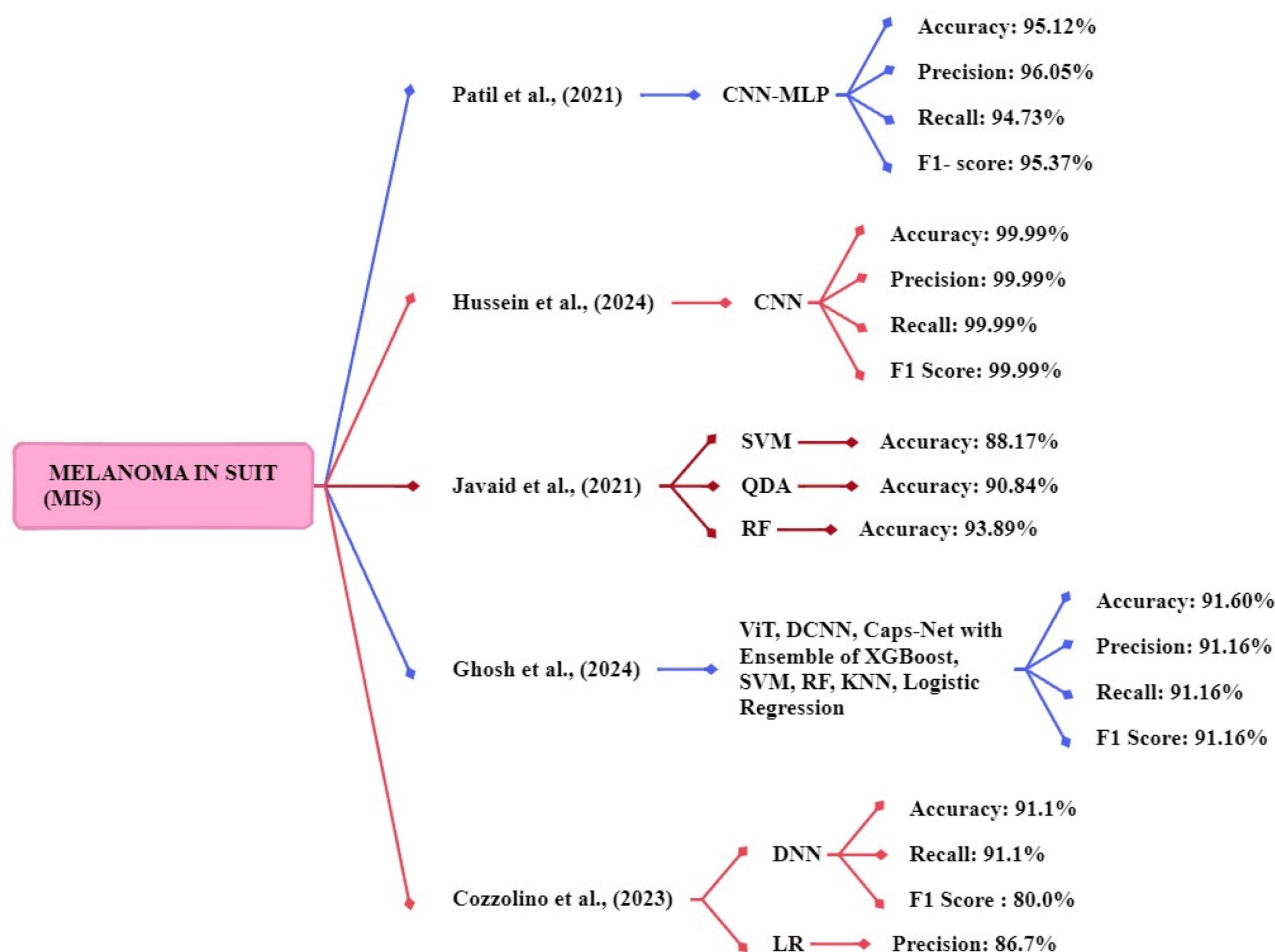 MELANOMA IN SUIT
(MIS)
Patil et al., (2021)
CNN-MLP
Accuracy: 95.12%
Precision: 96.05%
Recall: 94.73%
F1- score: 95.37%
Hussein et al., (2024)
CNN
Accuracy: 99.99%
Precision: 99.99%
Recall: 99.99%
F1 Score: 99.99%
Javaid et al., (2021)
SVM
Accuracy: 88.17%
QDA
Accuracy: 90.84%
RF
Accuracy: 93.89%
Ghosh et al., (2024)
ViT, DCNN, Caps-Net with
Ensemble of XGBoost,
SVM, RF, KNN, Logistic
Regression
Accuracy: 91.60%
Precision: 91.16%
Recall: 91.16%
F1 Score: 91.16%
Cozzolino et al., (2023)
DNN
Accuracy: 91.1%
Recall: 91.1%
F1 Score : 80.0%
LR
Precision: 86.7%